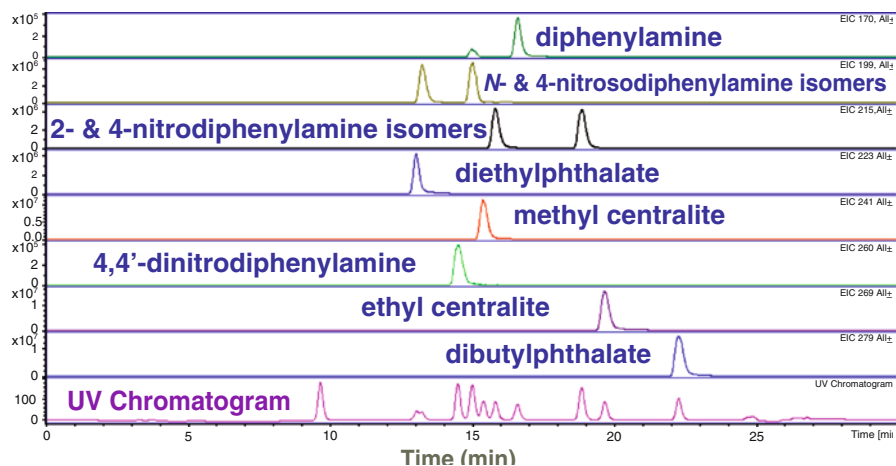 x10⁵
EIC 170, All±
2
diphenylamine
0
x10⁶
EIC 199, All±
2
N- & 4-nitrosodiphenylamine isomers
0
x10⁶
EIC 215,All±
2
2- & 4-nitrodiphenylamine isomers
0
x10⁶
EIC 223 All±
2
diethylphthalate
0
x10⁷
EIC 241 All±
0.5
methyl centralite
0.0
x10⁵
EIC 260 All±
2
4,4’-dinitrodiphenylamine
0
x10⁷
EIC 269 All±
1
ethyl centralite
0
x10⁷
EIC 279 All±
1
dibutylphthalate
0
UV Chromatogram
100
UV Chromatogram
0
0 5 10 15 20 25 Time [min
Time (min)